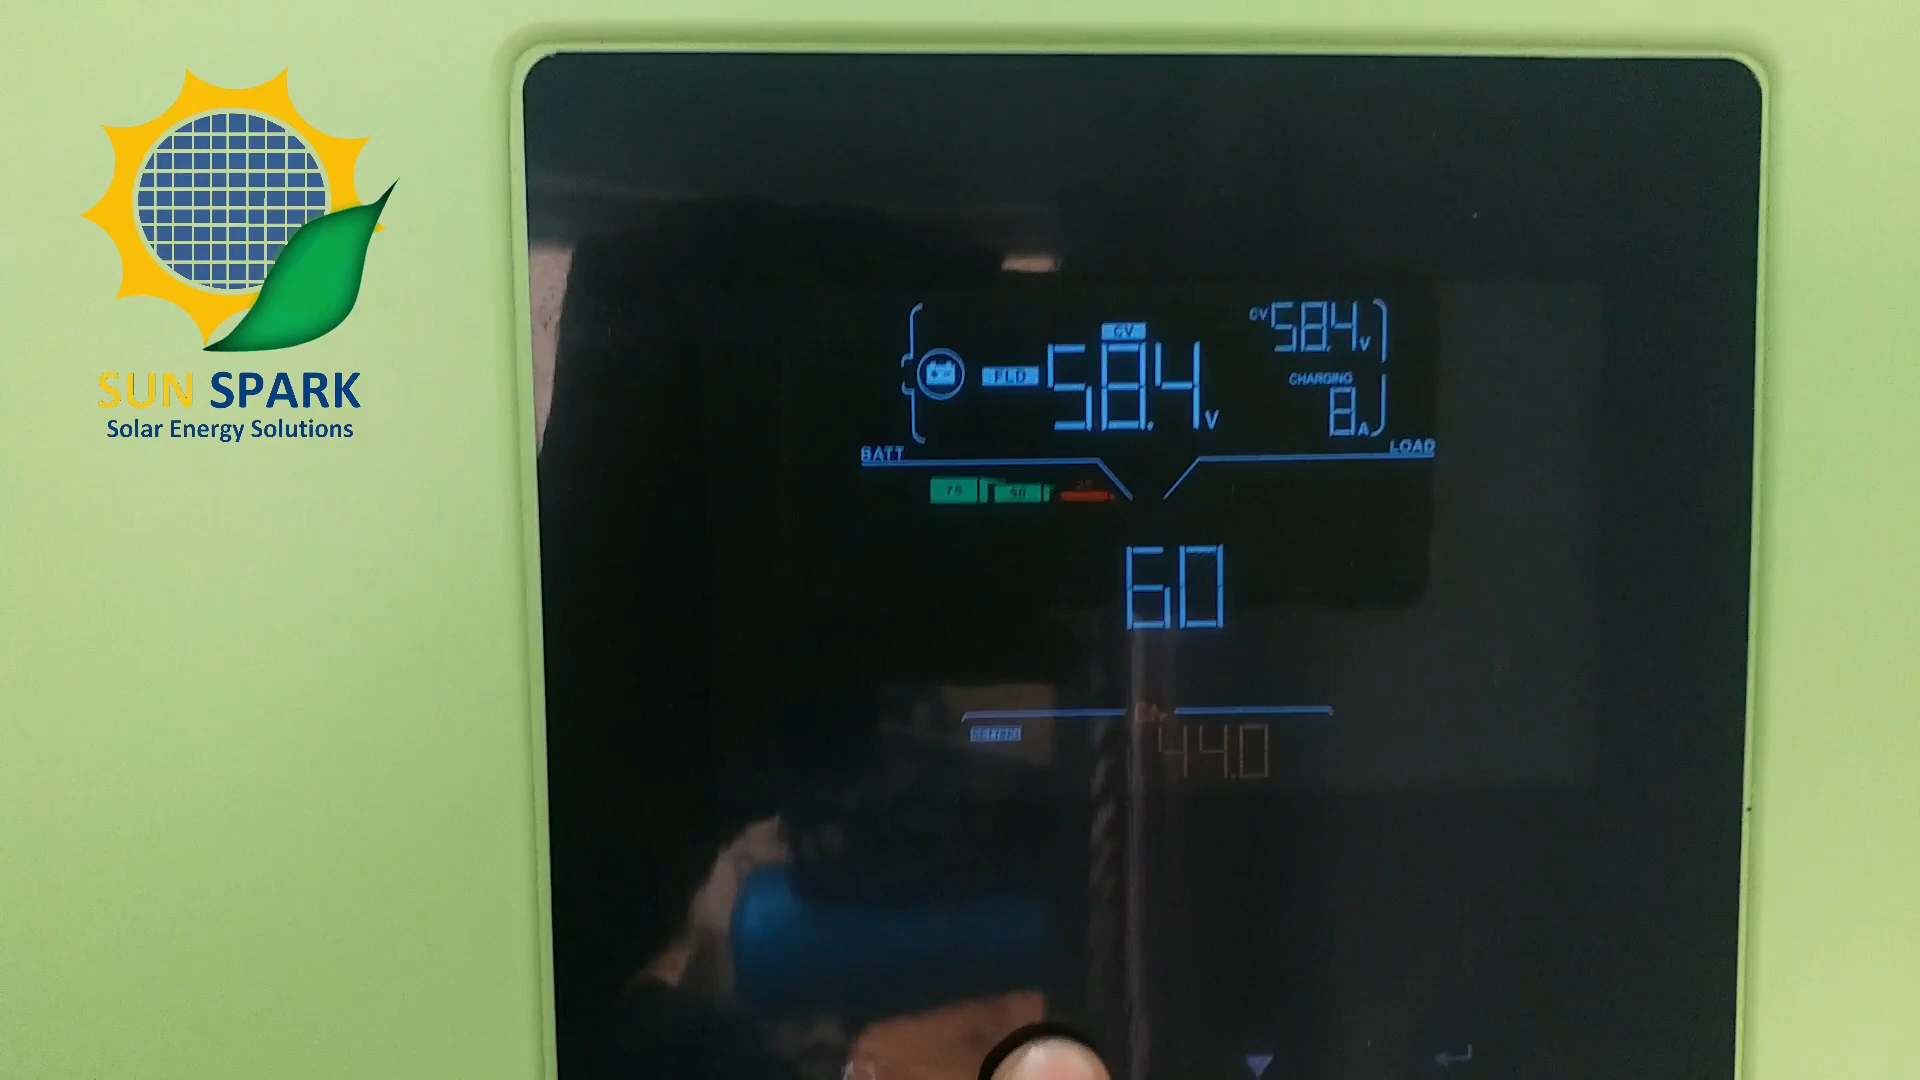 SUN SPARK
Solar Energy Solutions
CV
FLD
58.4V
CV 58.4V
CHARGING
8A
BATT
LOAD
75
50
25
60
SETTING
44.0